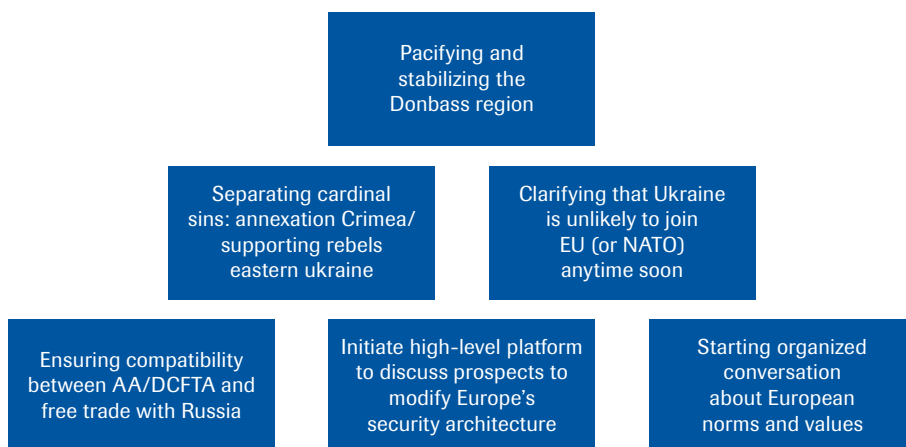 Pacifying and
stabilizing the
Donbass region
Separating cardinal
sins: annexation Crimea/
supporting rebels
eastern ukraine
Clarifying that Ukraine
is unlikely to join
EU (or NATO)
anytime soon
Ensuring compatibility
between AA/DCFTA and
free trade with Russia
Initiate high-level platform
to discuss prospects to
modify Europe’s
security architecture
Starting organized
conversation
about European
norms and values